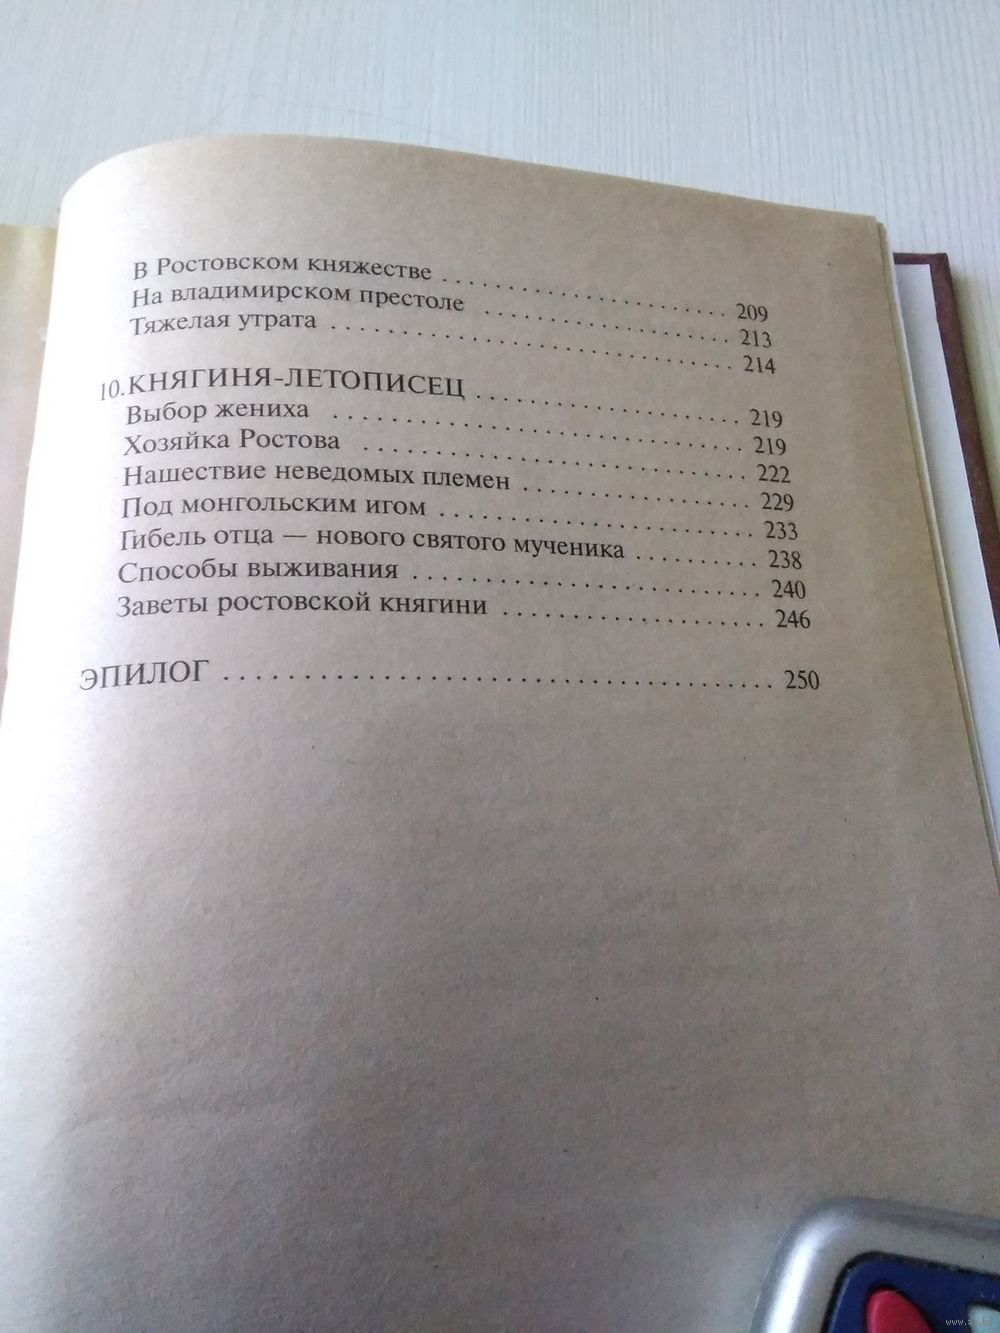 В Ростовском княжестве . . . . . . . . . . . . . . . . . . . . . . . 209
На владимирском престоле . . . . . . . . . . . . . . . . . . . . 213
Тяжелая утрата . . . . . . . . . . . . . . . . . . . . . . . . . . . . . . 214
10. КНЯГИНЯ-ЛЕТОПИСЕЦ . . . . . . . . . . . . . . . . . . . . 219
Выбор жениха . . . . . . . . . . . . . . . . . . . . . . . . . . . . . . . 219
Хозяйка Ростова . . . . . . . . . . . . . . . . . . . . . . . . . . . . . 222
Нашествие неведомых племен . . . . . . . . . . . . . . . . . . 229
Под монгольским игом . . . . . . . . . . . . . . . . . . . . . . . . 233
Гибель отца — нового святого мученика . . . . . . . . . . 238
Способы выживания . . . . . . . . . . . . . . . . . . . . . . . . . . 240
Заветы ростовской княгини . . . . . . . . . . . . . . . . . . . . 246
ЭПИЛОГ . . . . . . . . . . . . . . . . . . . . . . . . . . . . . . . . . . . . 250